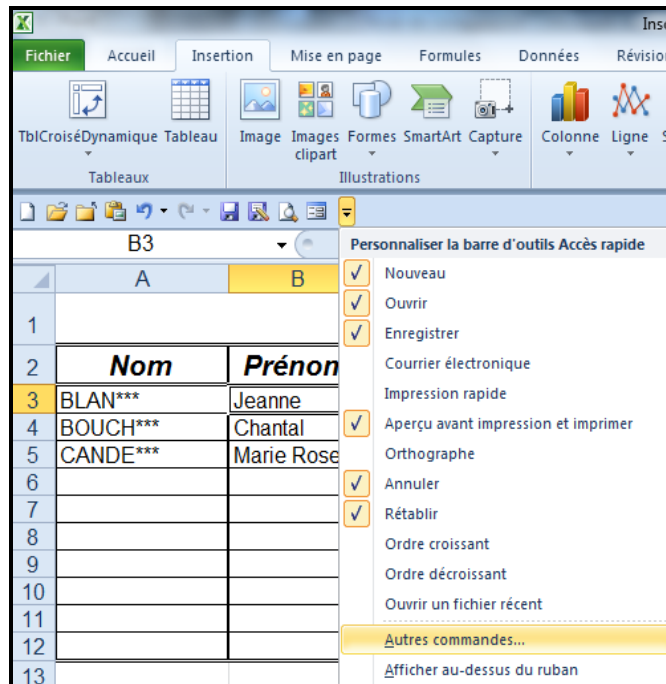 Inse
Fichier Accueil Insertion Mise en page Formules Données Révision
TblCroiséDynamique Tableau Image Images clipart Formes SmartArt Capture Colonne Ligne S
Tableaux Illustrations
B3
Personnaliser la barre d'outils Accès rapide
A B
Nouveau
Ouvrir
1
Enregistrer
2 Nom Prénom
Courrier électronique
3 BLAN*** Jeanne
Impression rapide
4 BOUCH*** Chantal
Aperçu avant impression et imprimer
5 CANDE*** Marie Rose
Orthographe
6
Annuler
7
Rétablir
8
Ordre croissant
9
Ordre décroissant
10
Ouvrir un fichier récent
11
12
Autres commandes...
13
Afficher au-dessus du ruban